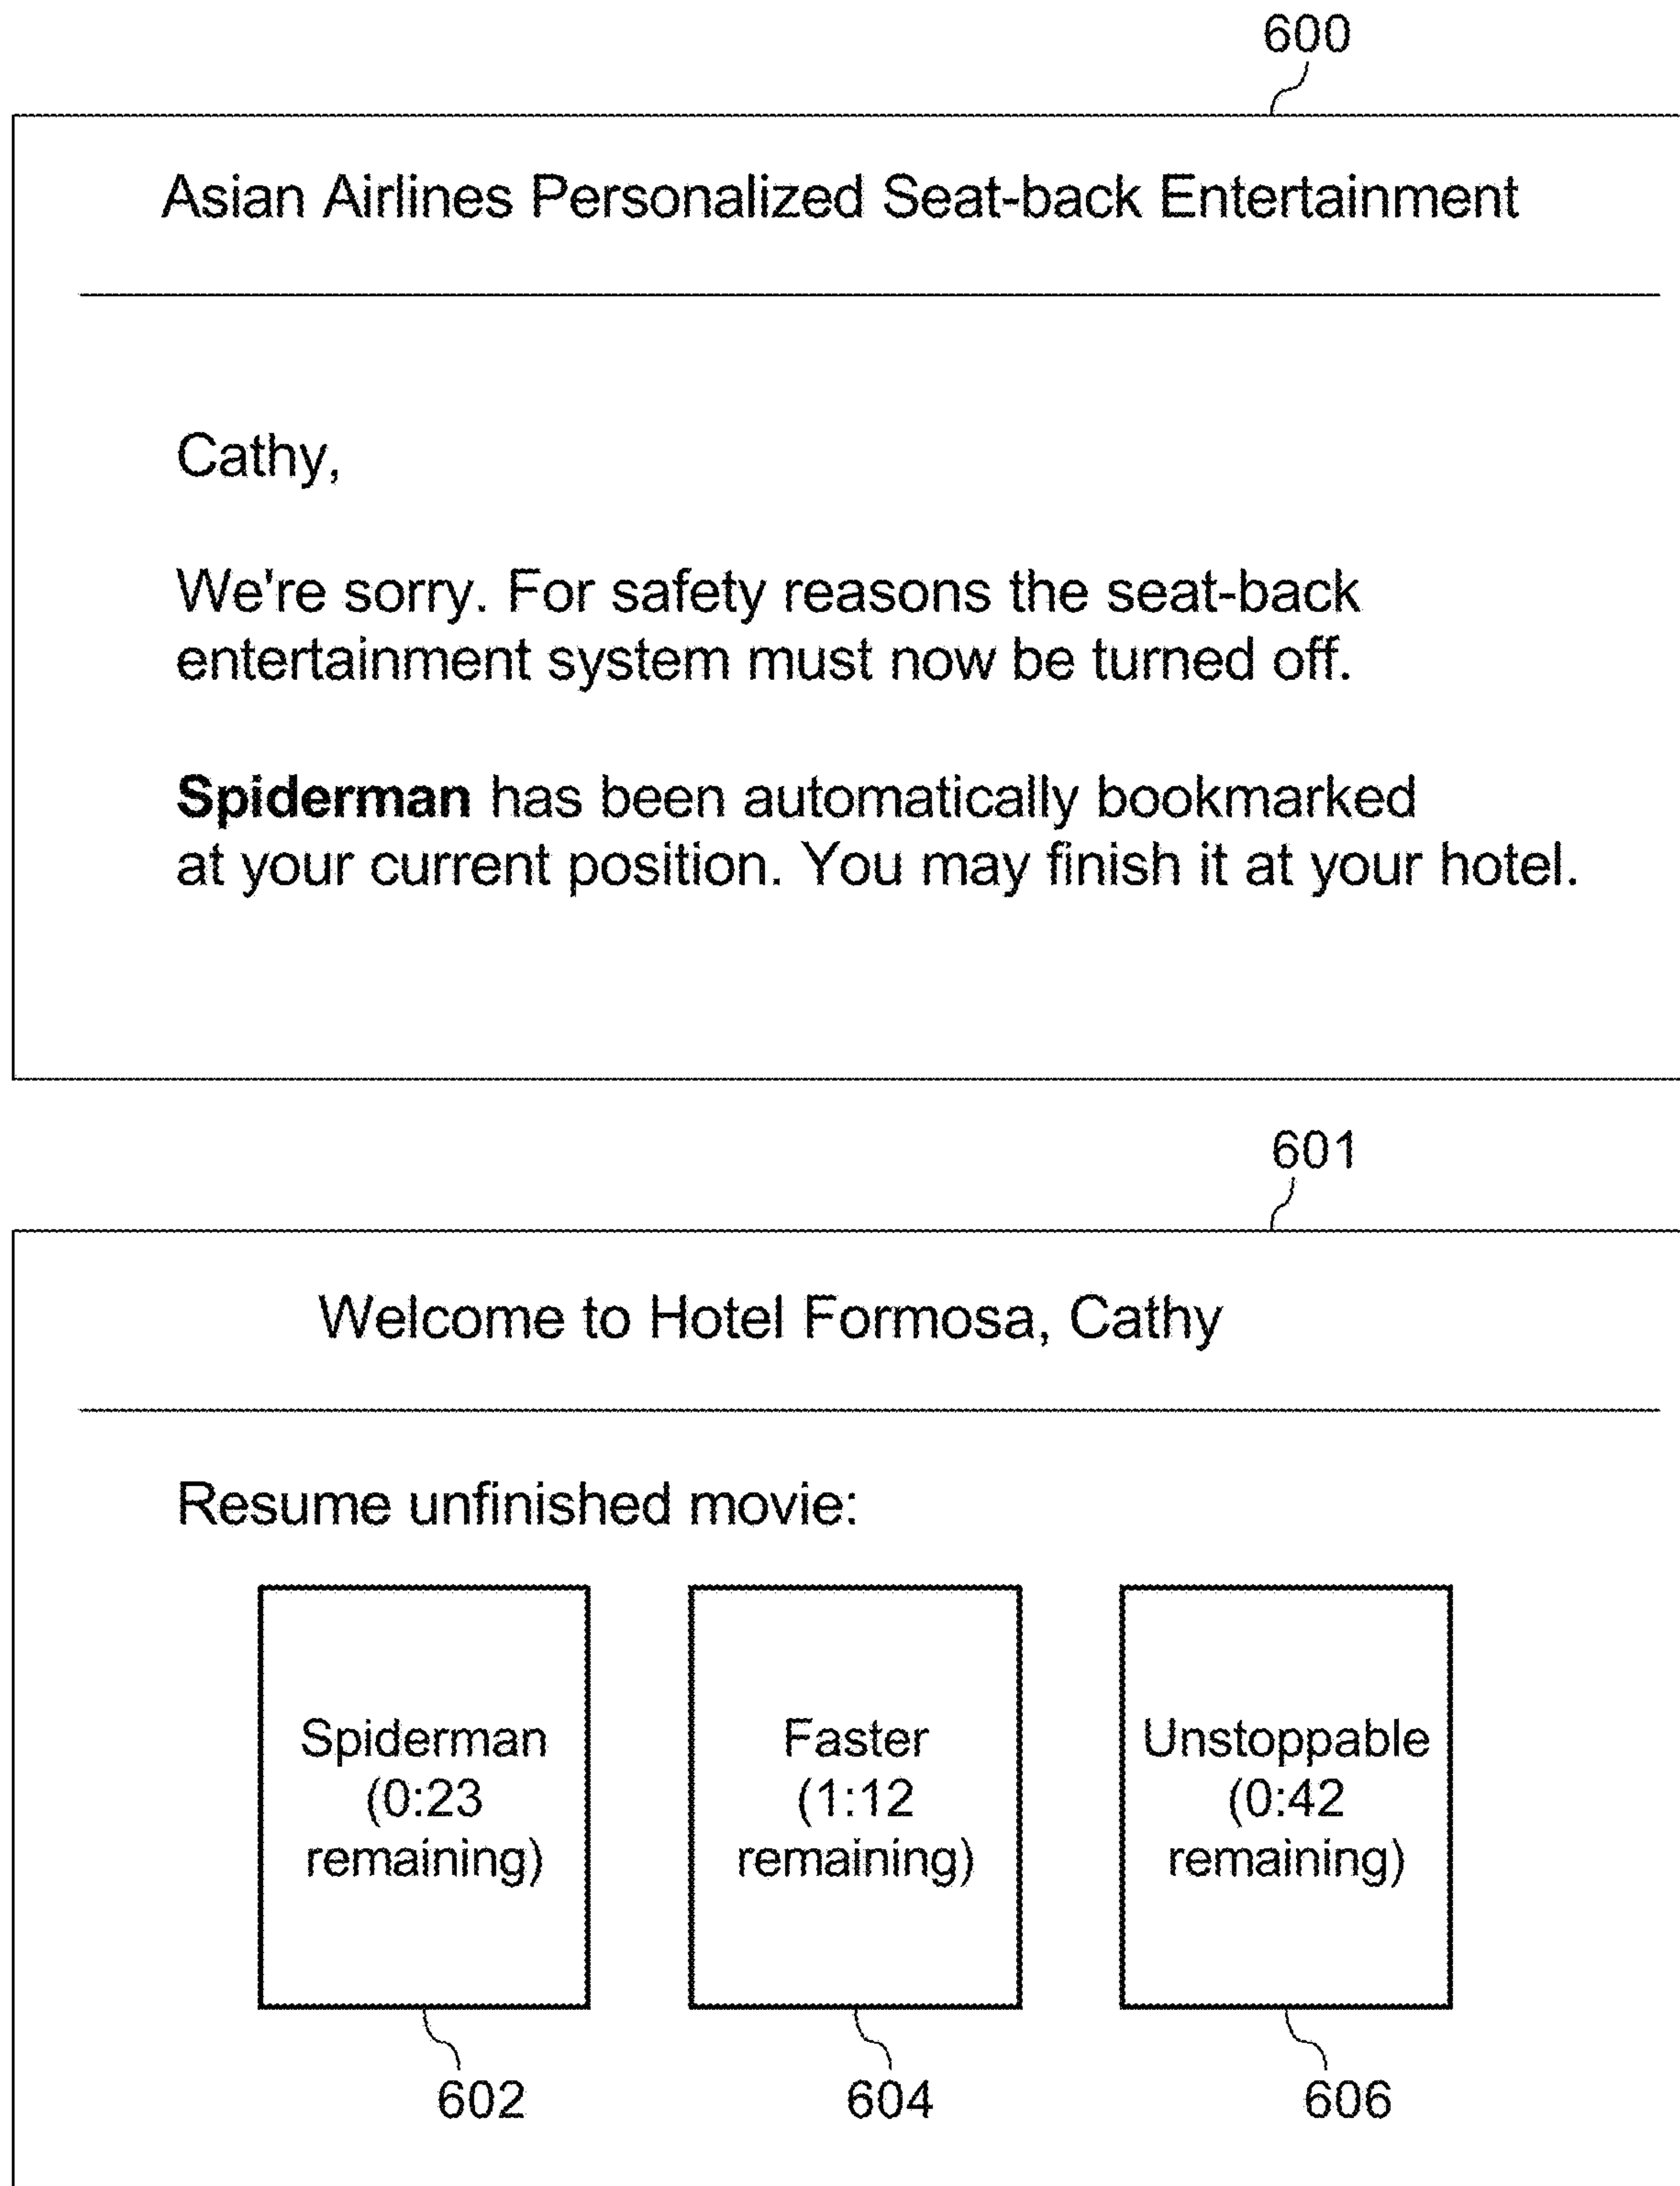 600
Asian Airlines Personalized Seat-back Entertainment
Cathy,
We're sorry. For safety reasons the seat-back
entertainment system must now be turned off.
Spiderman has been automatically bookmarked
at your current position. You may finish it at your hotel.
601
Welcome to Hotel Formosa, Cathy
Resume unfinished movie:
Spiderman
(0:23
remaining)
Faster
(1:12
remaining)
Unstoppable
(0:42
remaining)
602
604
606